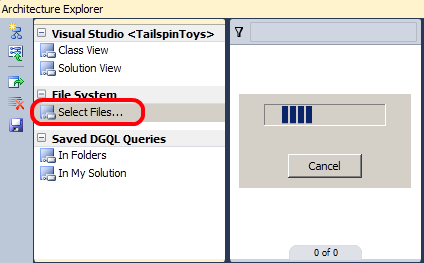 Architecture Explorer
Visual Studio <TailspinToys>
Class View
Solution View
File System
Select Files...
Saved DGQL Queries
In Folders
In My Solution
Cancel
0 of 0